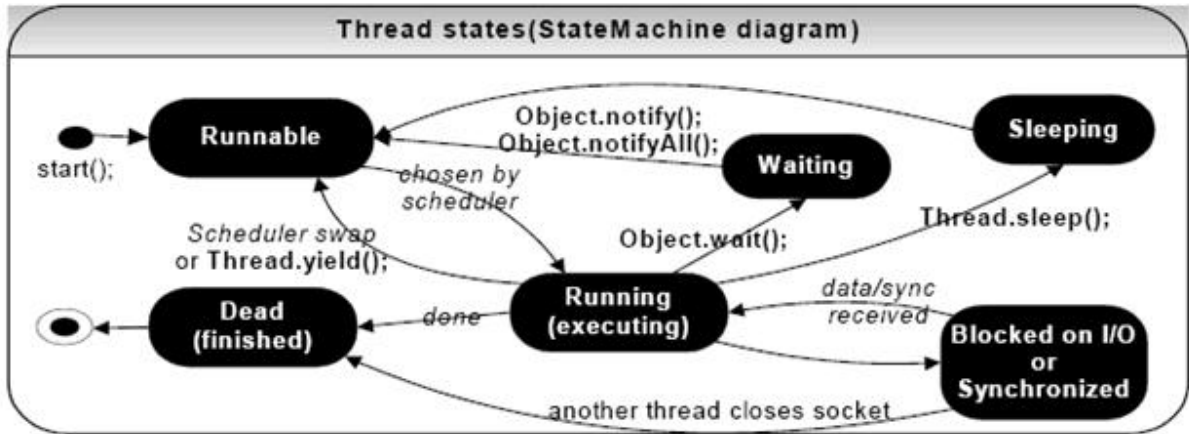 Thread states(StateMachine diagram)
Runnable
start();
Object.notify();
Object.notifyAll();
Sleeping
Waiting
chosen by
scheduler
Scheduler swap
or Thread.yield();
Object.wait();
Thread.sleep();
Dead
(finished)
done
Running
(executing)
data/sync
received
Blocked on I/O
or
Synchronized
another thread closes socket